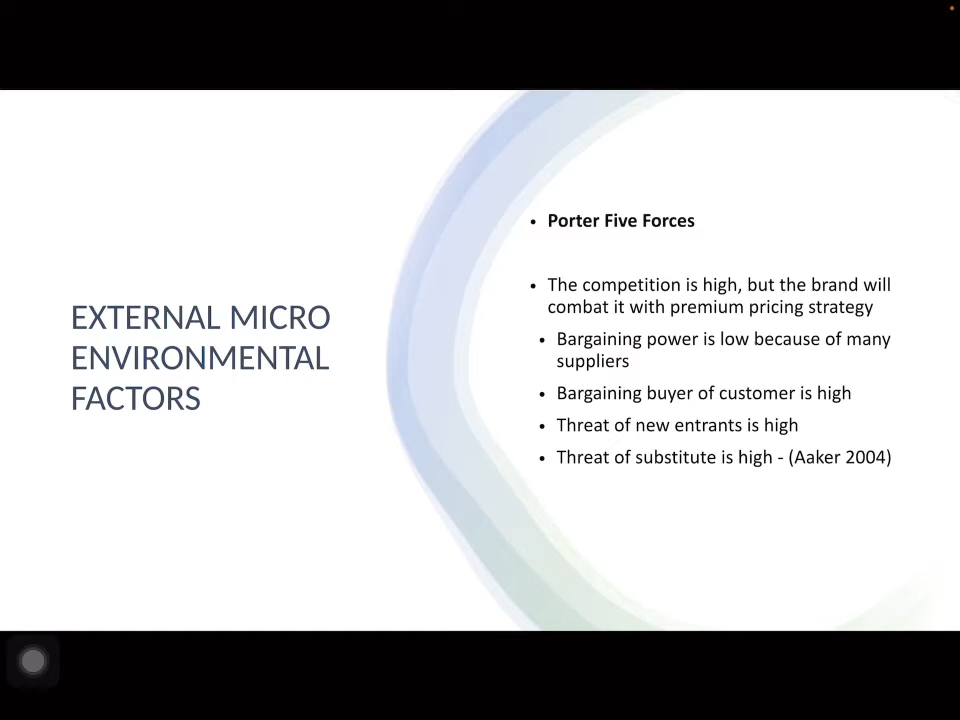 EXTERNAL MICRO
ENVIRONMENTAL
FACTORS
• Porter Five Forces
• The competition is high, but the brand will
combat it with premium pricing strategy
• Bargaining power is low because of many
suppliers
• Bargaining buyer of customer is high
• Threat of new entrants is high
• Threat of substitute is high - (Aaker 2004)